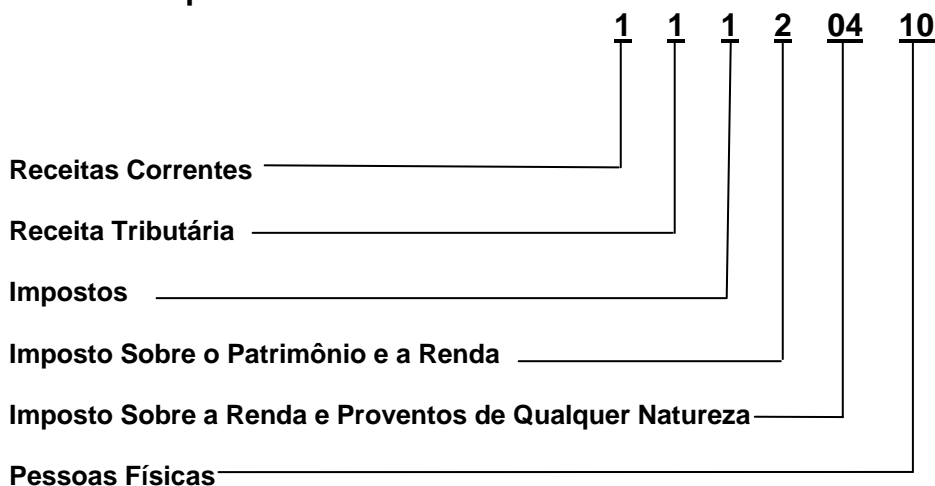 1 1 1 2 04 10
Receitas Correntes
Receita Tributária
Impostos
Imposto Sobre o Patrimônio e a Renda
Imposto Sobre a Renda e Proventos de Qualquer Natureza
Pessoas Físicas